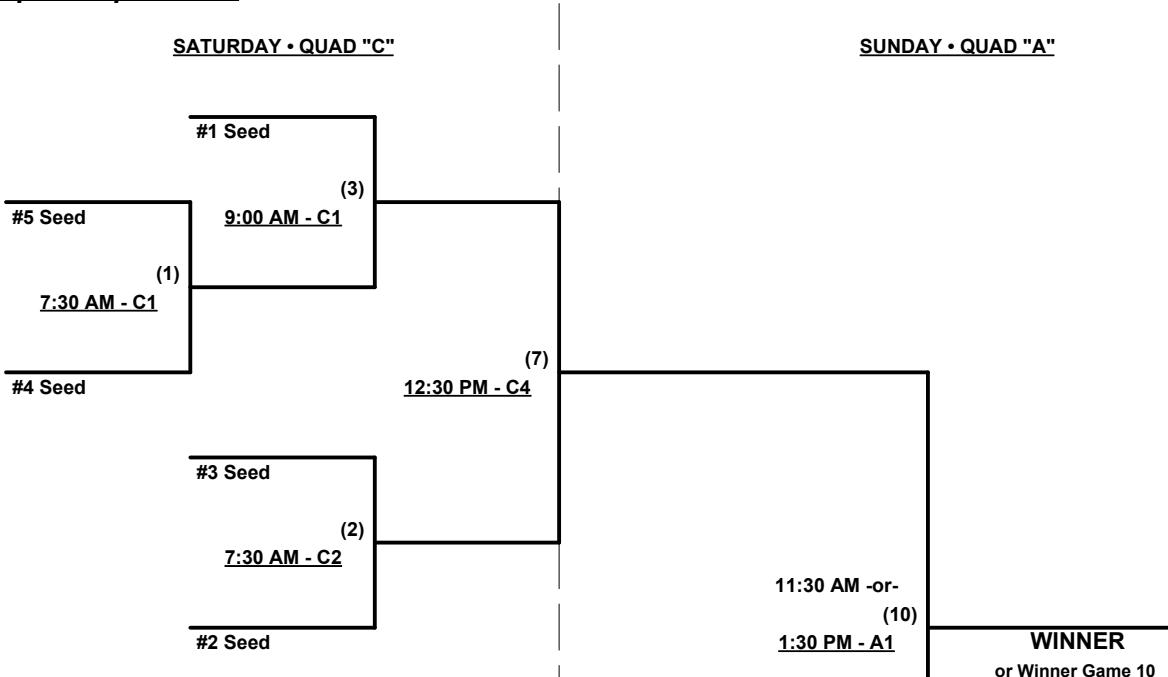 SATURDAY • QUAD "C"
SUNDAY • QUAD "A"
#1 Seed
(3)
#5 Seed
9:00 AM - C1
(1)
7:30 AM - C1
(7)
#4 Seed
12:30 PM - C4
#3 Seed
(2)
7:30 AM - C2
11:30 AM -or-
(10)
#2 Seed
1:30 PM - A1
WINNER
or Winner Game 10